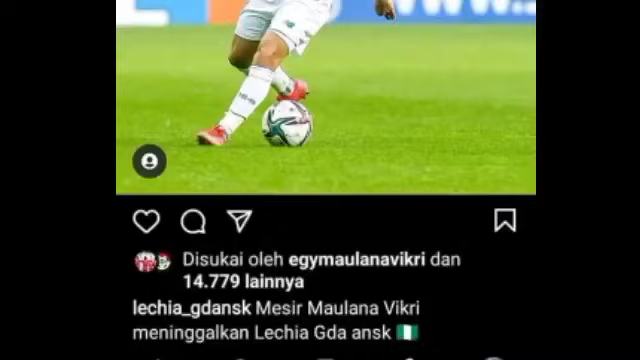 Disukai oleh egymaulanavikri dan
14.779 lainnya
lechia_gdansk Mesir Maulana Vikri
meninggalkan Lechia Gda ansk 🇳🇬